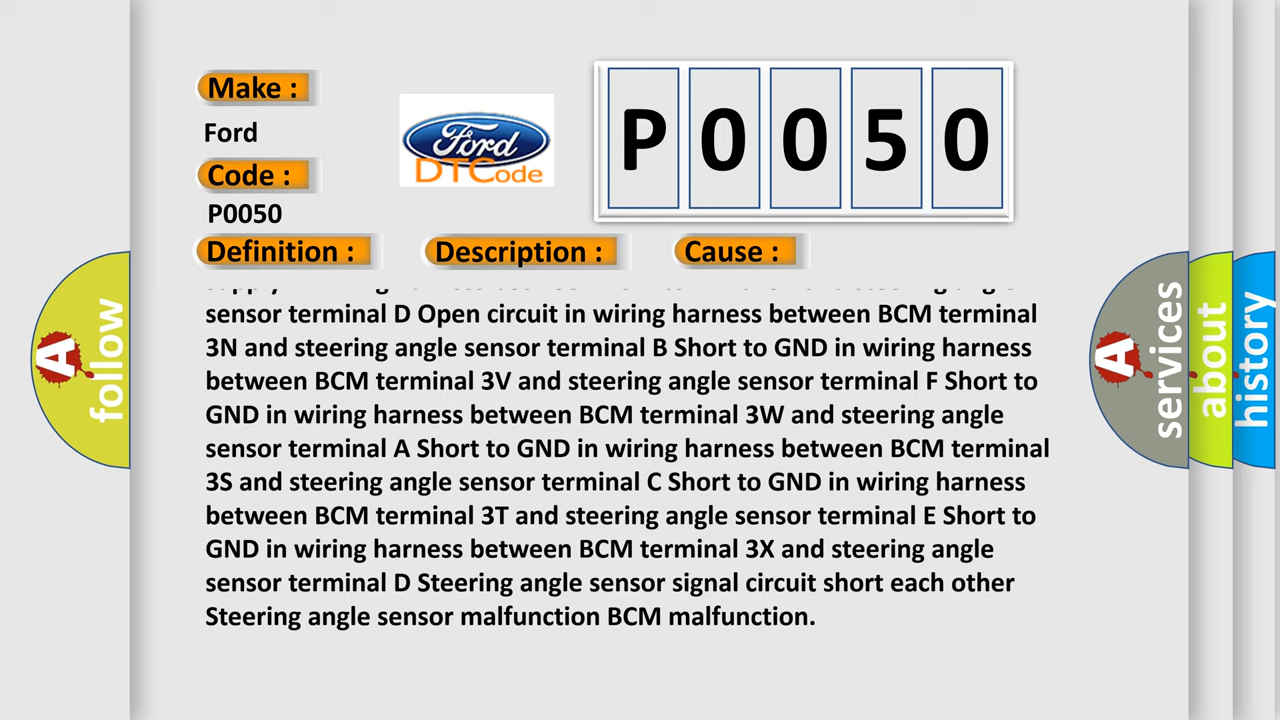 Make :
Ford
Code :
P0050
Ford
DTCode
P0050
Definition :
Description :
Cause :
sensor terminal D Open circuit in wiring harness between BCM terminal
3N and steering angle sensor terminal B Short to GND in wiring harness
between BCM terminal 3V and steering angle sensor terminal F Short to
GND in wiring harness between BCM terminal 3W and steering angle
sensor terminal A Short to GND in wiring harness between BCM terminal
3S and steering angle sensor terminal C Short to GND in wiring harness
between BCM terminal 3T and steering angle sensor terminal E Short to
GND in wiring harness between BCM terminal 3X and steering angle
sensor terminal D Steering angle sensor signal circuit short each other
Steering angle sensor malfunction BCM malfunction.
A
follow
A
services
about
history